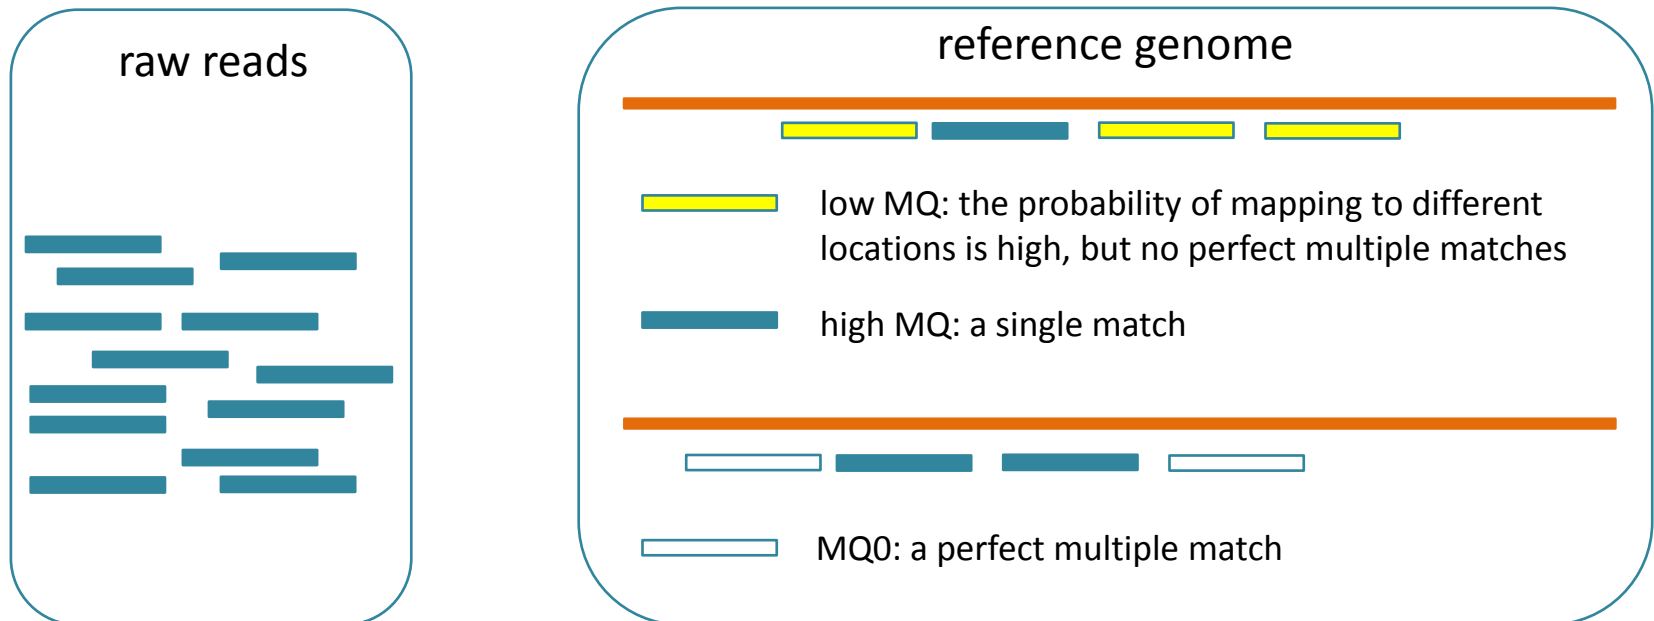 raw reads
reference genome
low MQ: the probability of mapping to different
locations is high, but no perfect multiple matches
high MQ: a single match
MQ0: a perfect multiple match